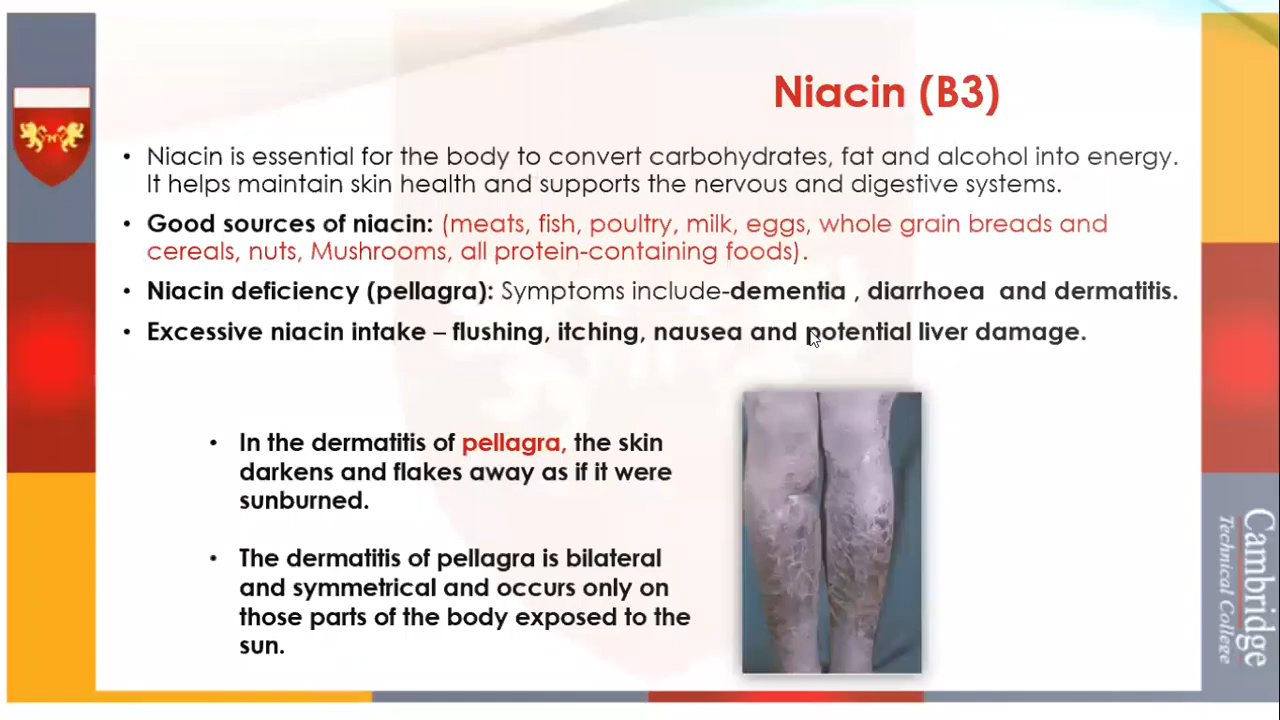 Niacin (B3)
• Niacin is essential for the body to convert carbohydrates, fat and alcohol into energy.
It helps maintain skin health and supports the nervous and digestive systems.
• Good sources of niacin: (meats, fish, poultry, milk, eggs, whole grain breads and
cereals, nuts, Mushrooms, all protein-containing foods).
• Niacin deficiency (pellagra): Symptoms include-dementia , diarrhoea  and dermatitis.
• Excessive niacin intake – flushing, itching, nausea and potential liver damage.
• In the dermatitis of pellagra, the skin
darkens and flakes away as if it were
sunburned.
• The dermatitis of pellagra is bilateral
and symmetrical and occurs only on
those parts of the body exposed to the
sun.
Cambridge
Technical College